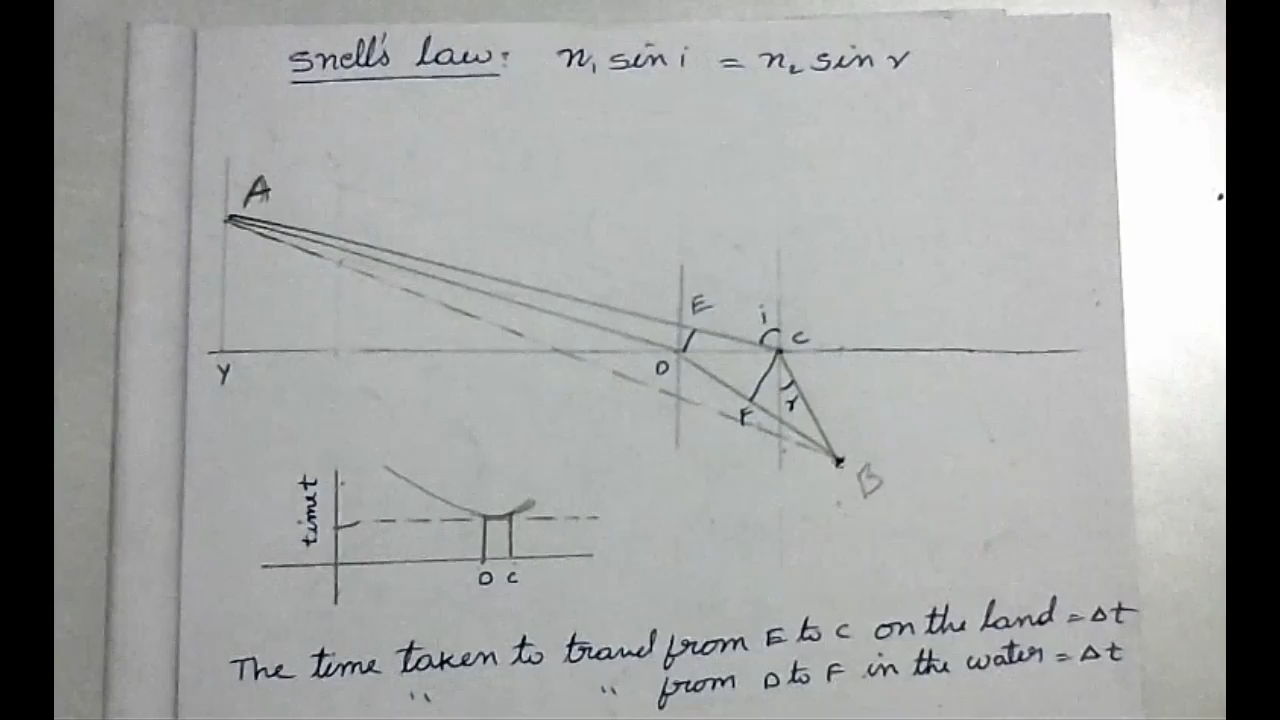 Snell's law: n₁ sin i = n₂ sin r
A
E
i
C
D
Y
F
r
B
time t
D C
The time taken to travel from E to C on the land = Δt
" " from D to F in the water = Δt